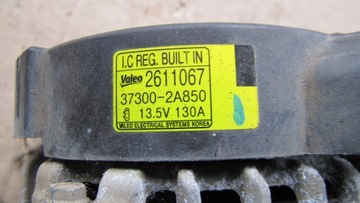 I.C REG. BUILT IN
Valeo 2611067
37300-2A850
13.5V 130A
VALEO ELECTRICAL SYSTEMS KOREA